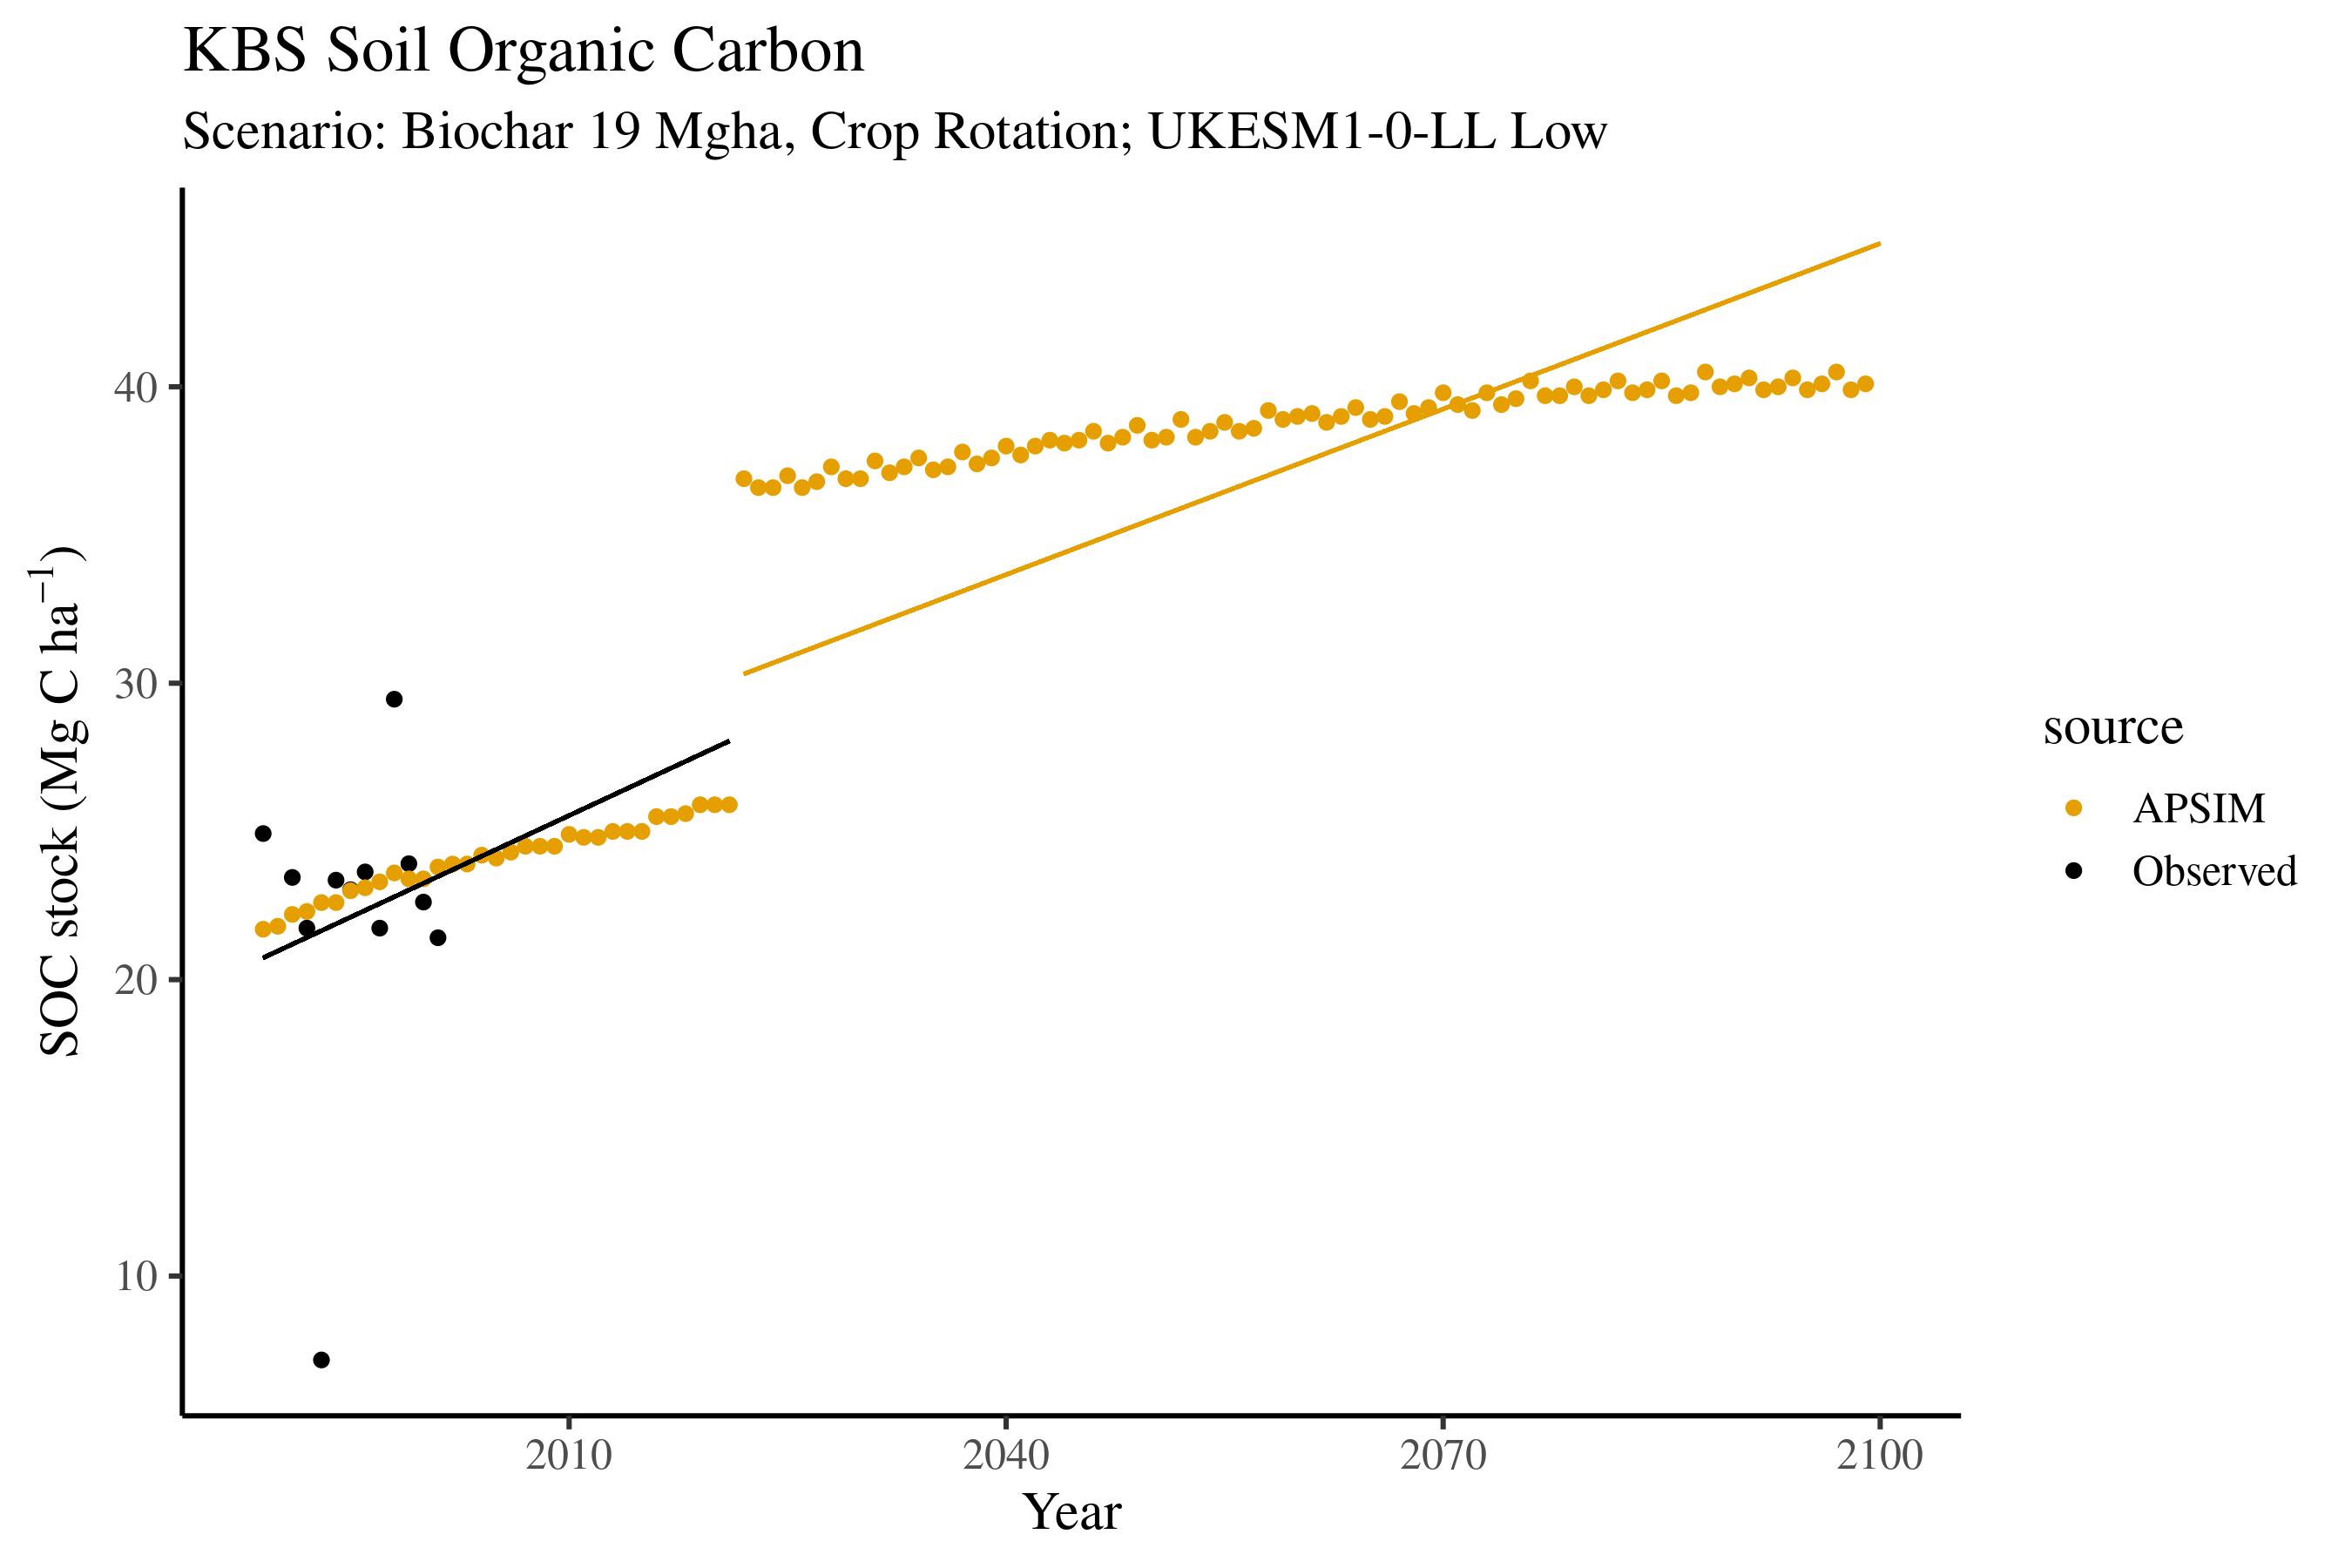 KBS Soil Organic Carbon
Scenario: Biochar 19 Mgha, Crop Rotation; UKESM1-0-LL Low
SOC stock (Mg C ha⁻¹)
40
30
20
10
2010
2040
2070
2100
Year
source
APSIM
Observed